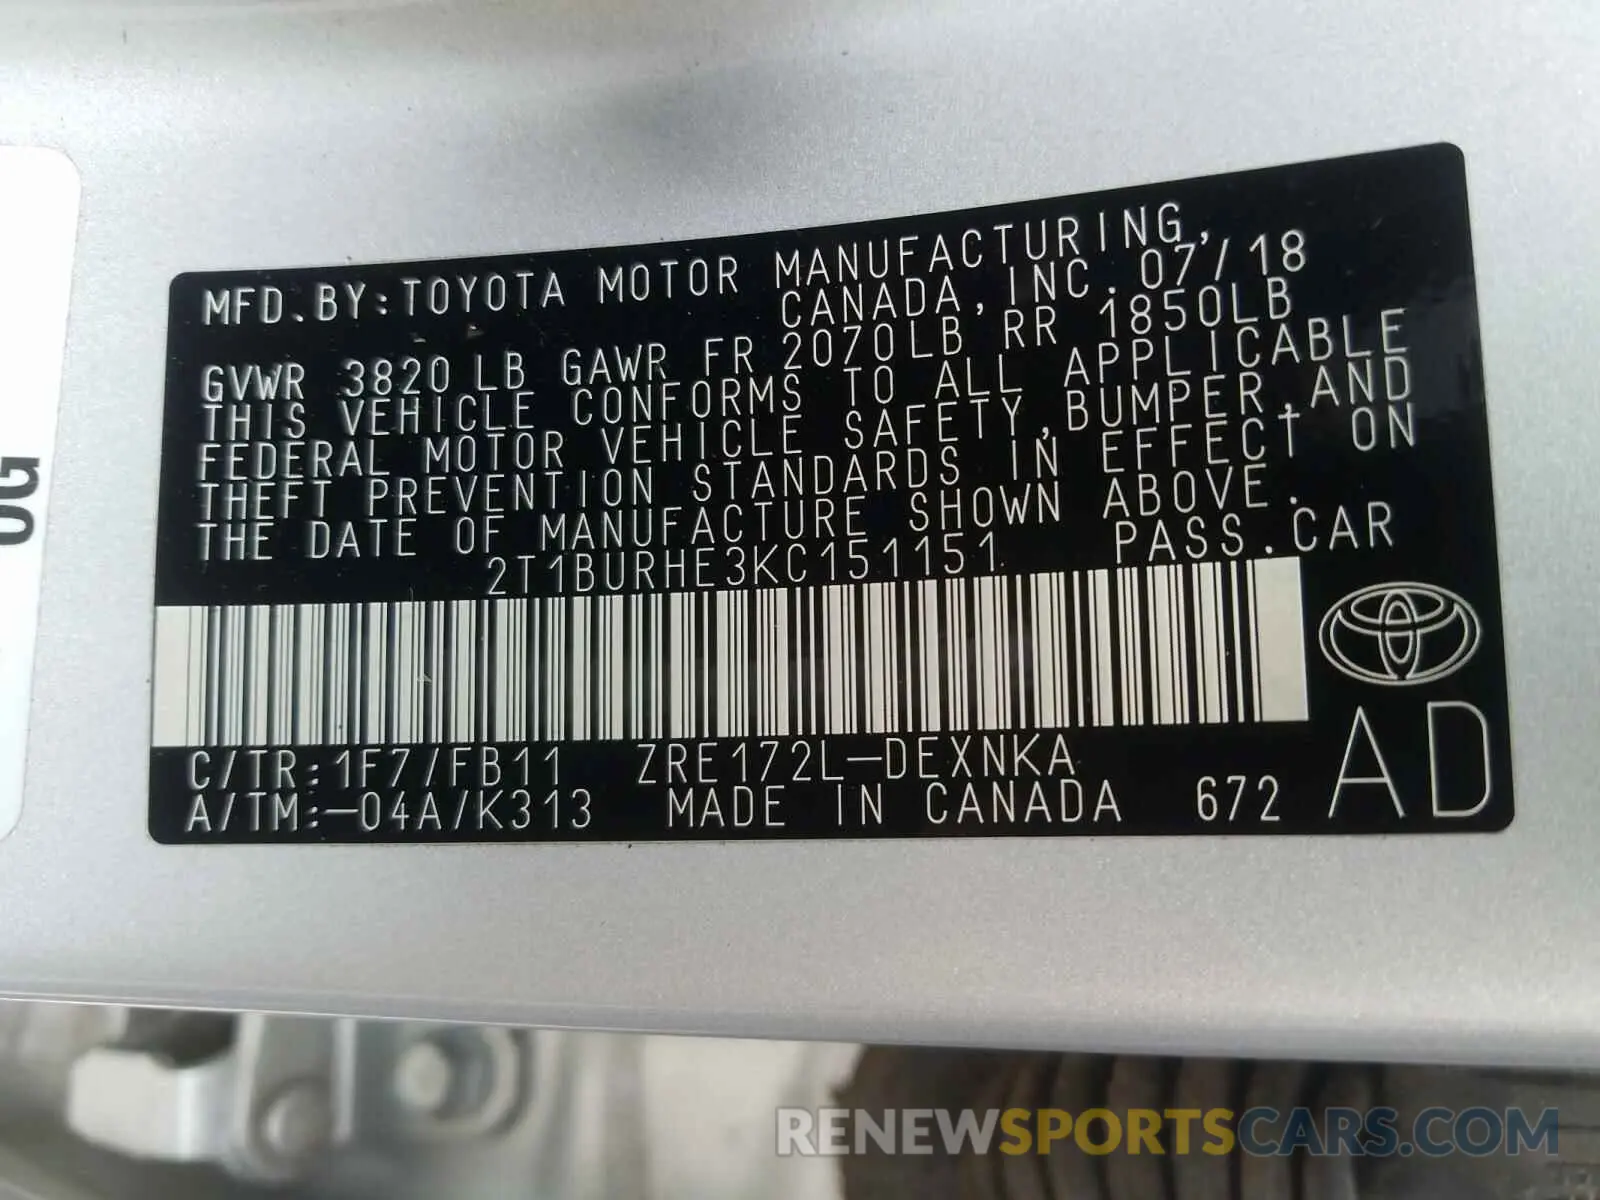 MFD.BY:TOYOTA MOTOR MANUFACTURING,
CANADA,INC. 07/18
GVWR 3820LB GAWR FR 2070LB RR 1850LB
THIS VEHICLE CONFORMS TO ALL APPLICABLE
FEDERAL MOTOR VEHICLE SAFETY,BUMPER,AND
THEFT PREVENTION STANDARDS IN EFFECT ON
THE DATE OF MANUFACTURE SHOWN ABOVE.
2T1BURHE3KC151151 PASS.CAR
C/TR:1F7/FB11 ZRE172L-DEXNKA
A/TM:-04A/K313 MADE IN CANADA 672
AD
0G
RENEWSPORTSCARS.COM